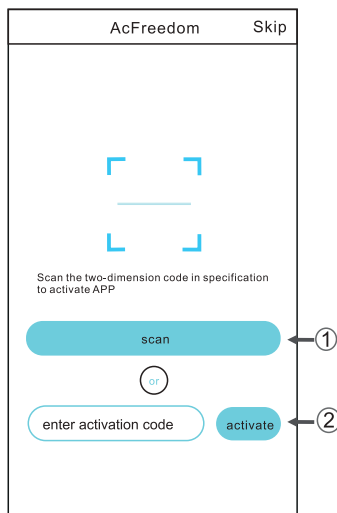 AcFreedom Skip
Scan the two-dimension code in specification
to activate APP
scan
①
or
enter activation code activate
②